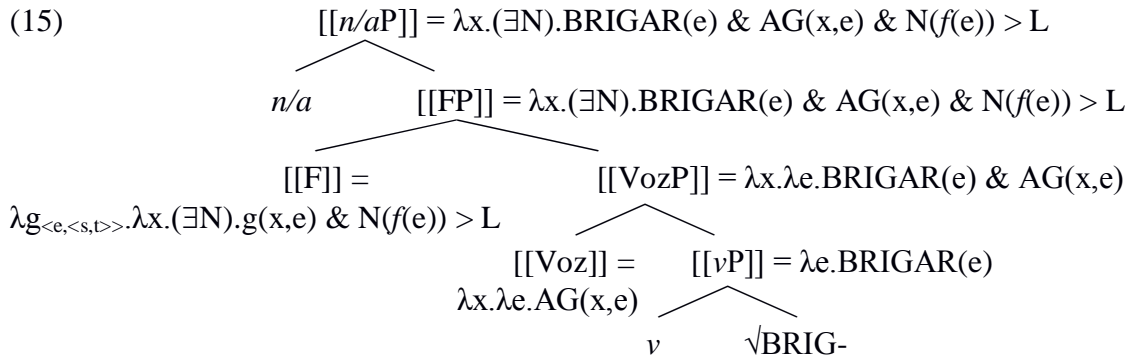 (15) [[n/aP]] = λx.(∃N).BRIGAR(e) & AG(x,e) & N(f(e)) > L
n/a [[FP]] = λx.(∃N).BRIGAR(e) & AG(x,e) & N(f(e)) > L
[[F]] = [[VozP]] = λx.λe.BRIGAR(e) & AG(x,e)
λg<e,<s,t>>.λx.(∃N).g(x,e) & N(f(e)) > L
[[Voz]] = [[vP]] = λe.BRIGAR(e)
λx.λe.AG(x,e)
v √BRIG-